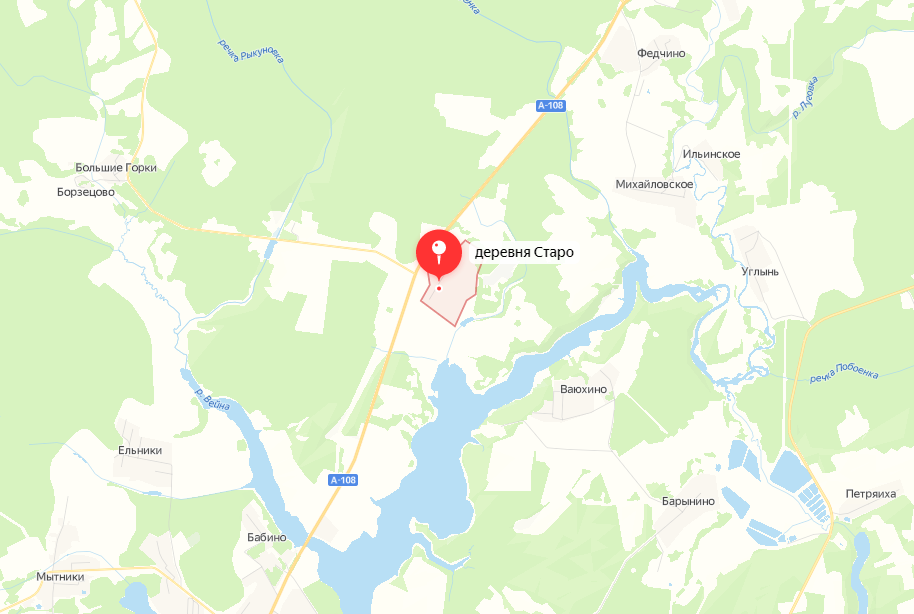 Федчино
речка Рыкуновка
А-108
р. Луговка
Ильинское
Большие Горки
Михайловское
Борзецово
деревня Старо
Углынь
речка Побоенка
Ваюхино
р. Вейна
Ельники
А-108
Петряиха
Барынино
Бабино
Мытники